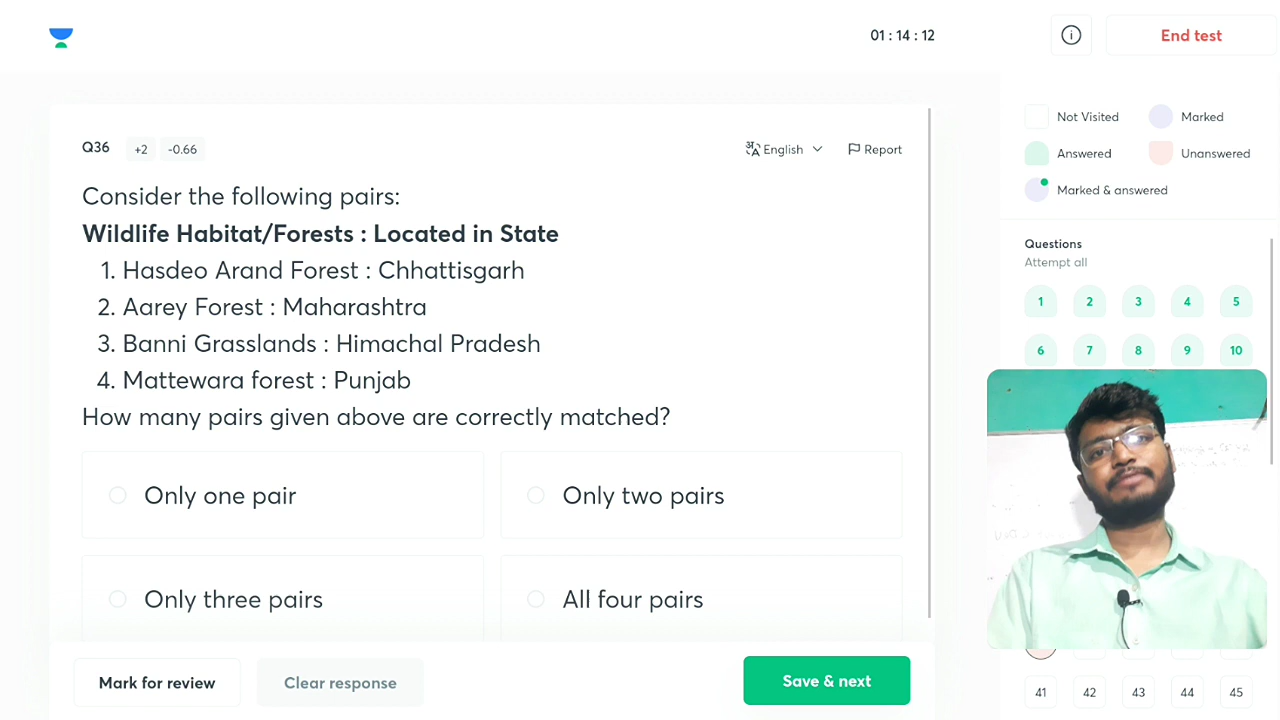 01 : 14 : 12
End test
Q36 +2 -0.66 English Report
Consider the following pairs:
Wildlife Habitat/Forests : Located in State
1. Hasdeo Arand Forest : Chhattisgarh
2. Aarey Forest : Maharashtra
3. Banni Grasslands : Himachal Pradesh
4. Mattewara forest : Punjab
How many pairs given above are correctly matched?
Only one pair
Only two pairs
Only three pairs
All four pairs
Mark for review
Clear response
Save & next
Not Visited
Marked
Answered
Unanswered
Marked & answered
Questions
Attempt all
1 2 3 4 5
6 7 8 9 10
41 42 43 44 45